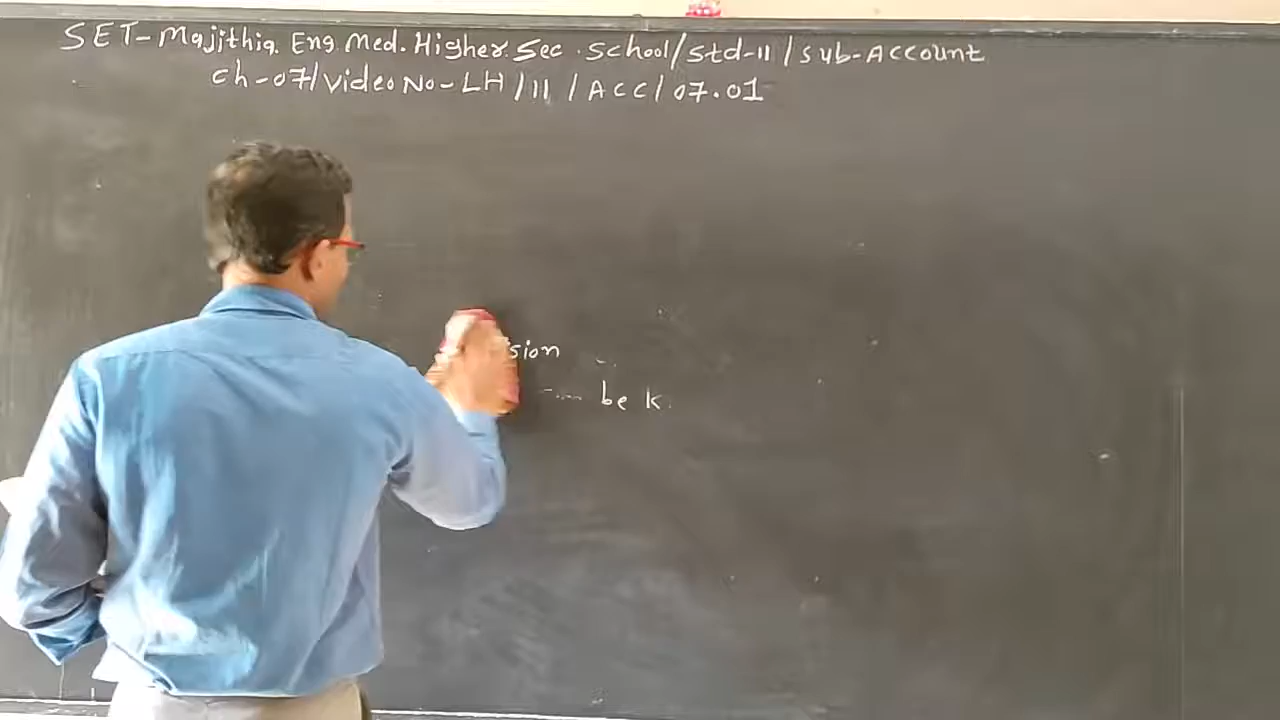 SET-Majithia. Eng. Med. Higher. Sec. School/Std-11/Sub-Account
Ch-07/Video No-LH/11/ACC/07.01
sion
be k.